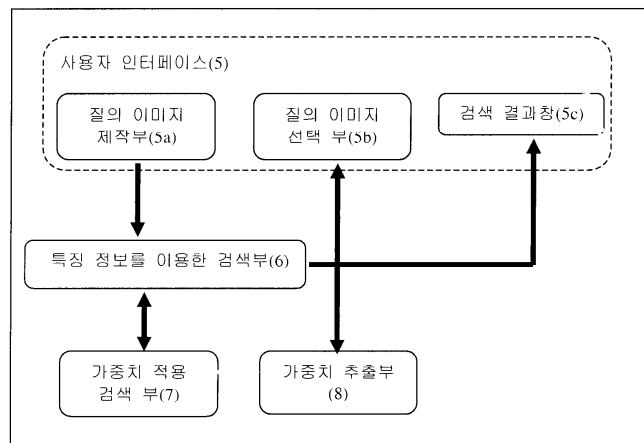 사용자 인터페이스(5)
질의 이미지
제작부(5a)
질의 이미지
선택 부(5b)
검색 결과창(5c)
특징 정보를 이용한 검색부(6)
가중치 적용
검색 부(7)
가중치 추출부
(8)